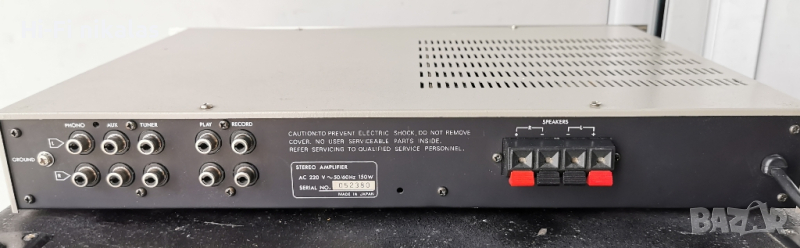 PHONO AUX TUNER PLAY RECORD
L
R
GROUND
CAUTION:TO PREVENT ELECTRIC SHOCK, DO NOT REMOVE
COVER. NO USER SERVICEABLE PARTS INSIDE.
REFER SERVICING TO QUALIFIED SERVICE PERSONNEL.
STEREO AMPLIFIER
AC 220 V ~ 50/60Hz 150W
SERIAL NO.
MADE IN JAPAN
SPEAKERS
R L
bazar